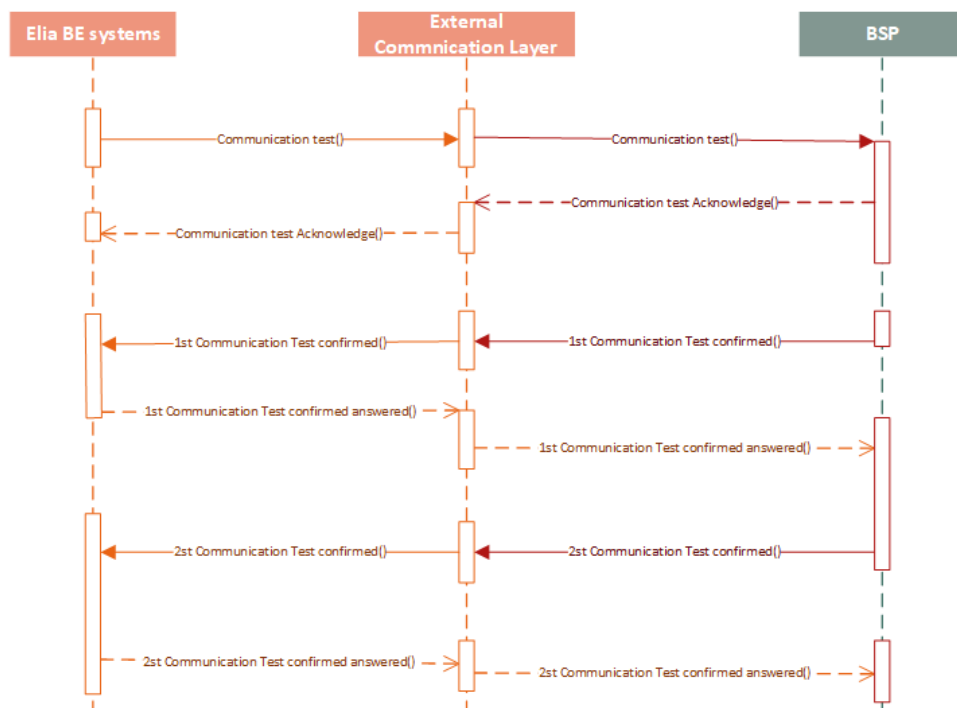 Elia BE systems
External
Commnication Layer
BSP
Communication test()
Communication test()
Communication test Acknowledge()
Communication test Acknowledge()
1st Communication Test confirmed()
1st Communication Test confirmed()
1st Communication Test confirmed answered()
1st Communication Test confirmed answered()
2st Communication Test confirmed()
2st Communication Test confirmed()
2st Communication Test confirmed answered()
2st Communication Test confirmed answered()